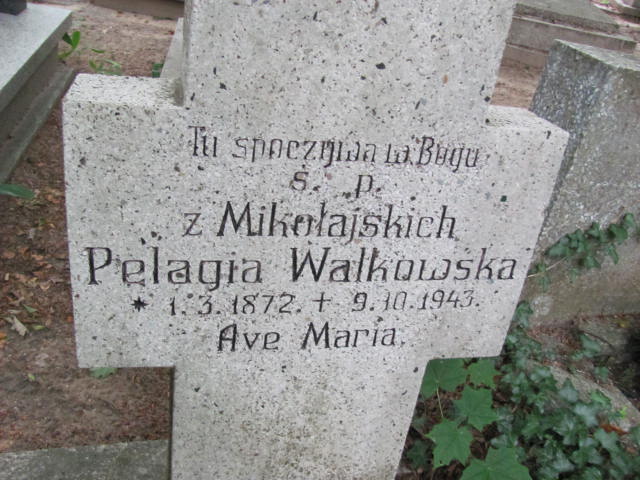 Tu spoczywa w Bogu
ś. p.
z Mikołajskich
Pelagia Walkowska
* 1. 3. 1872. + 9. 10. 1943.
Ave Maria.